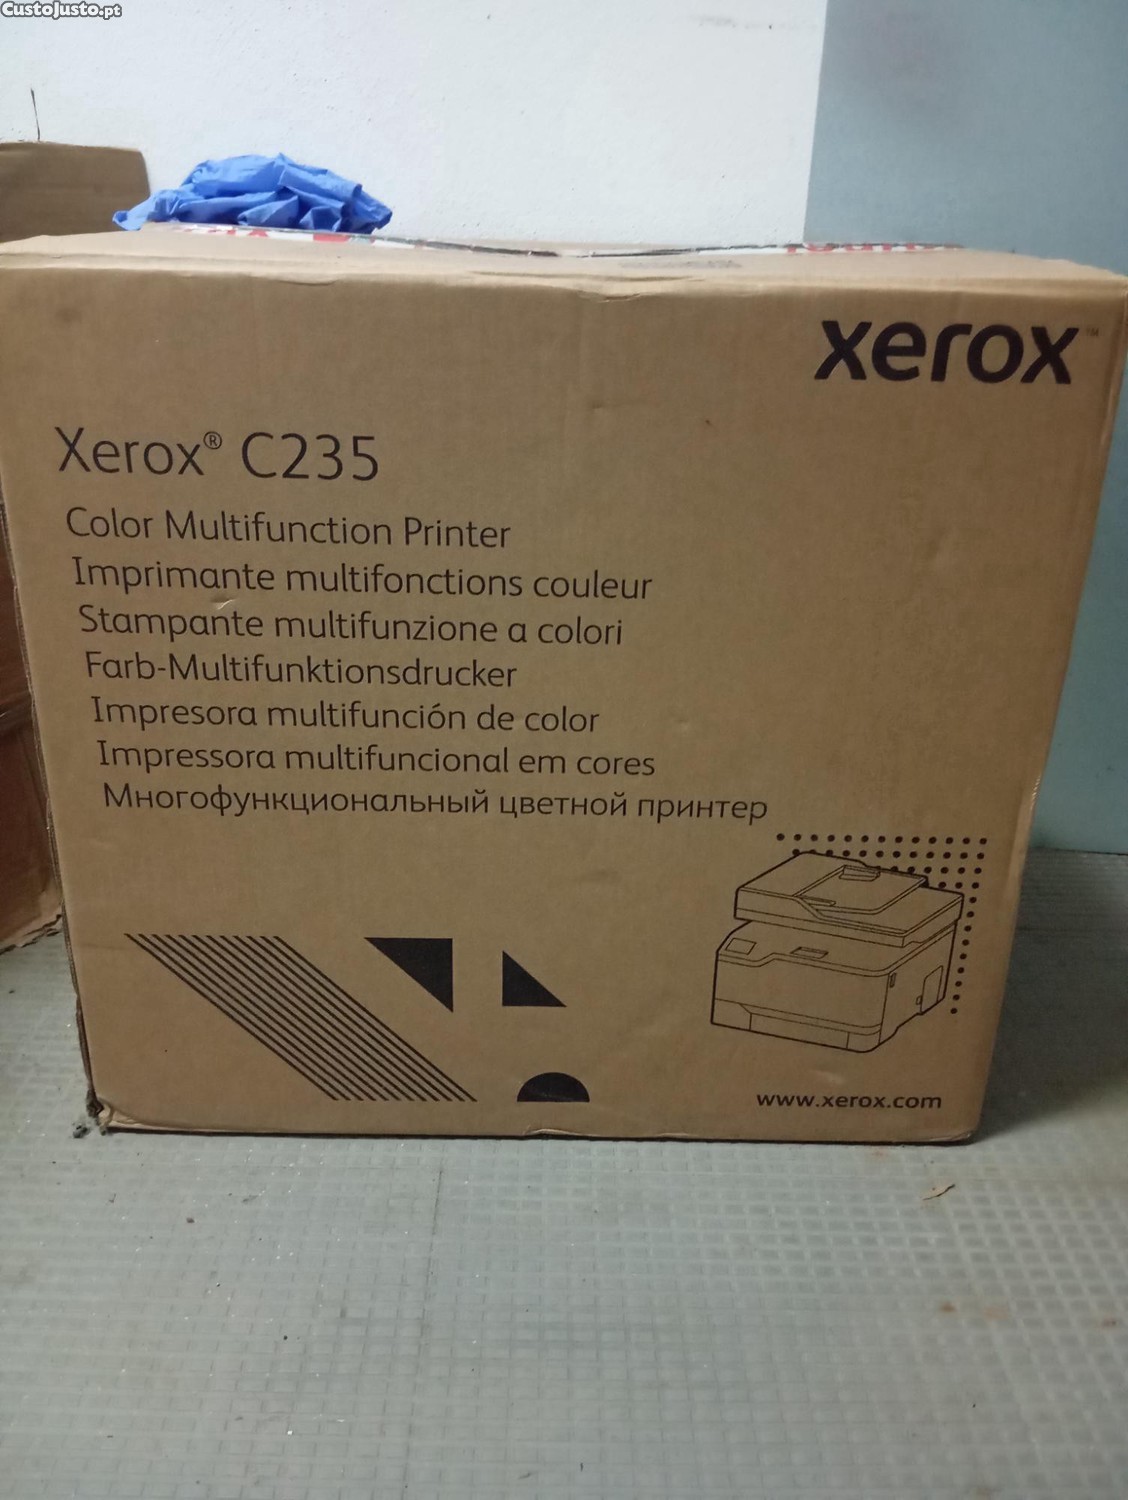 CustoJusto.pt
xerox™
Xerox® C235
Color Multifunction Printer
Imprimante multifonctions couleur
Stampante multifunzione a colori
Farb-Multifunktionsdrucker
Impresora multifunción de color
Impressora multifuncional em cores
Многофункциональный цветной принтер
www.xerox.com